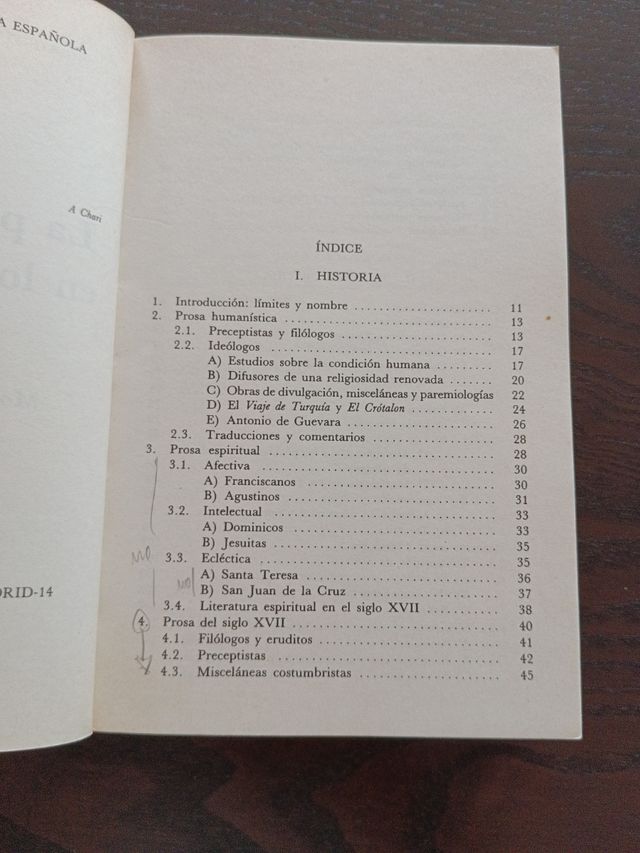 A ESPAÑOLA
A Chari
DRID-14
ÍNDICE
I. HISTORIA
1. Introducción: límites y nombre ........................ 11
2. Prosa humanística .................................... 13
2.1. Preceptistas y filólogos ........................... 13
2.2. Ideólogos .......................................... 17
A) Estudios sobre la condición humana ................... 17
B) Difusores de una religiosidad renovada ............... 20
C) Obras de divulgación, misceláneas y paremiologías 22
D) El Viaje de Turquía y El Crótalon .................... 24
E) Antonio de Guevara ................................... 26
2.3. Traducciones y comentarios ......................... 28
3. Prosa espiritual ..................................... 28
3.1. Afectiva ........................................... 30
A) Franciscanos ......................................... 30
B) Agustinos ............................................ 31
3.2. Intelectual ........................................ 33
A) Dominicos ............................................ 33
B) Jesuitas ............................................. 35
NO
3.3. Ecléctica .......................................... 35
NO
A) Santa Teresa ......................................... 36
B) San Juan de la Cruz .................................. 37
3.4. Literatura espiritual en el siglo XVII ............. 38
4. Prosa del siglo XVII ................................. 40
4.1. Filólogos y eruditos ............................... 41
4.2. Preceptistas ....................................... 42
4.3. Misceláneas costumbristas .......................... 45